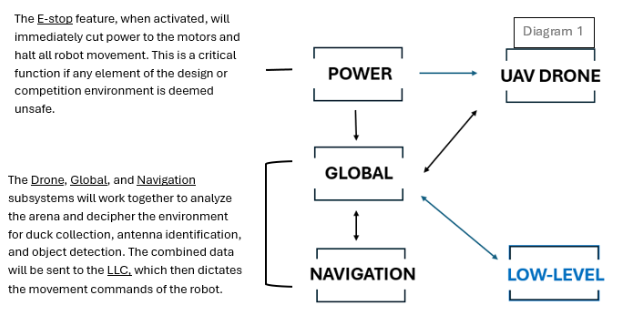 The E-stop feature, when activated, will
immediately cut power to the motors and
halt all robot movement. This is a critical
function if any element of the design or
competition environment is deemed
unsafe.
Diagram 1
POWER
UAV DRONE
GLOBAL
The Drone, Global, and Navigation
subsystems will work together to analyze
the arena and decipher the environment
for duck collection, antenna identification,
and object detection. The combined data
will be sent to the LLC, which then dictates
the movement commands of the robot.
NAVIGATION
LOW-LEVEL